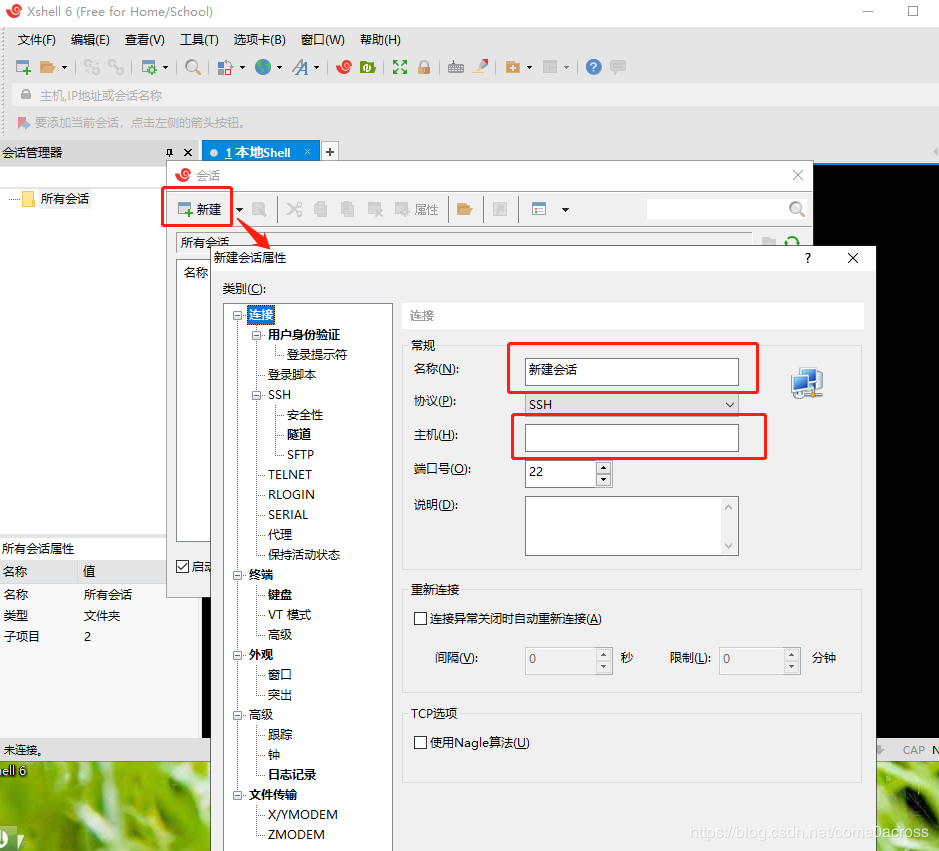 Xshell 6 (Free for Home/School)
文件(F) 编辑(E) 查看(V) 工具(T) 选项卡(B) 窗口(W) 帮助(H)
主机,IP地址或会话名称
要添加当前会话，点击左侧的箭头按钮。
会话管理器
1 本地Shell
所有会话
会话
新建
属性
所有会话
名称
新建会话属性
类别(C):
连接
用户身份验证
登录提示符
登录脚本
SSH
安全性
隧道
SFTP
TELNET
RLOGIN
SERIAL
代理
保持活动状态
终端
键盘
VT 模式
高级
外观
窗口
突出
高级
跟踪
钟
日志记录
文件传输
X/YMODEM
ZMODEM
连接
常规
名称(N):
新建会话
协议(P):
SSH
主机(H):
端口号(O):
22
说明(D):
重新连接
连接异常关闭时自动重新连接(A)
间隔(V):
0
秒
限制(L):
0
分钟
TCP选项
使用Nagle算法(U)
启动
所有会话属性
名称 值
名称 所有会话
类型 文件夹
子项目 2
未连接。
CAP N
ell 6
https://blog.csdn.net/come0across